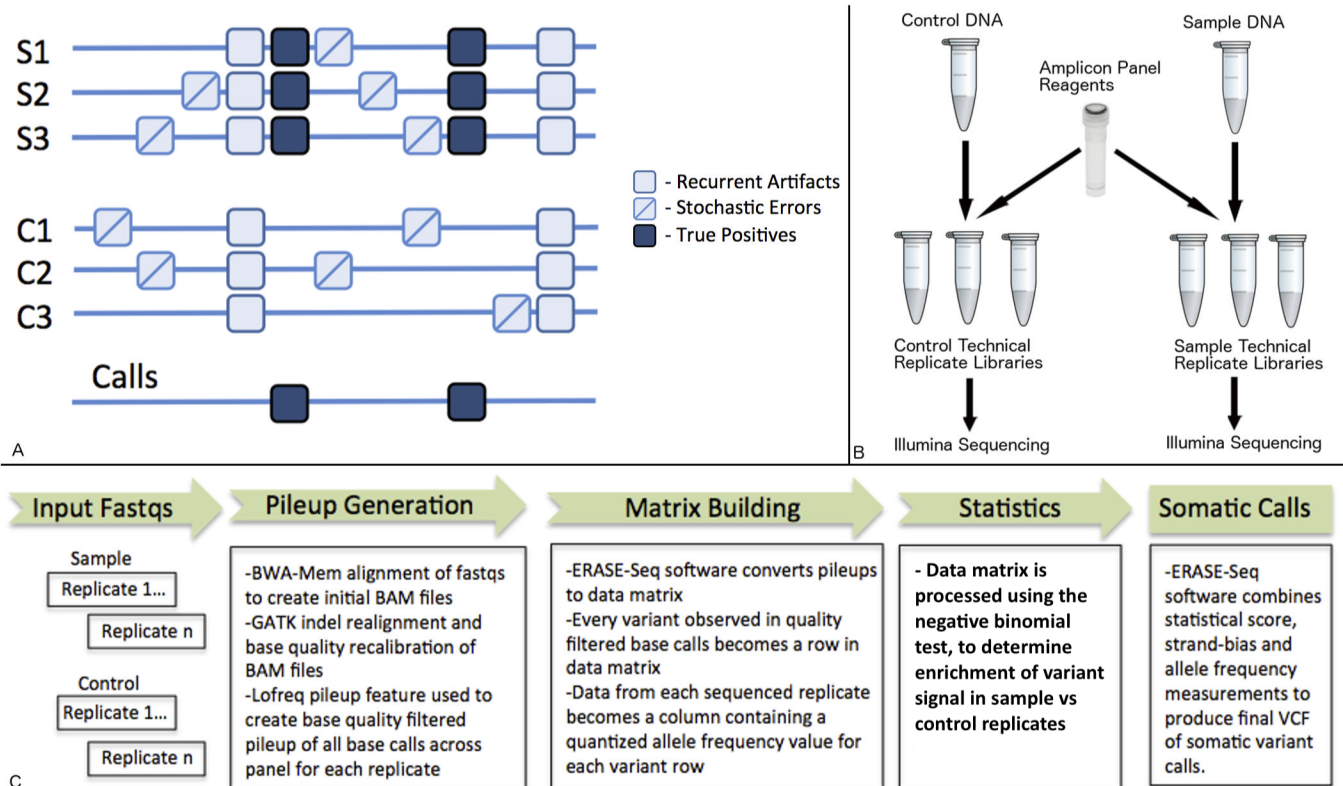 S1
S2
S3
C1
C2
C3
Calls
- Recurrent Artifacts
- Stochastic Errors
- True Positives
A
Control DNA
Sample DNA
Amplicon Panel
Reagents
Control Technical
Replicate Libraries
Sample Technical
Replicate Libraries
Illumina Sequencing
Illumina Sequencing
B
Input Fastqs
Sample
Replicate 1...
Replicate n
Control
Replicate 1...
Replicate n
Pileup Generation
-BWA-Mem alignment of fastqs
to create initial BAM files
-GATK indel realignment and
base quality recalibration of
BAM files
-Lofreq pileup feature used to
create base quality filtered
pileup of all base calls across
panel for each replicate
Matrix Building
-ERASE-Seq software converts pileups
to data matrix
-Every variant observed in quality
filtered base calls becomes a row in
data matrix
-Data from each sequenced replicate
becomes a column containing a
quantized allele frequency value for
each variant row
Statistics
- Data matrix is
processed using the
negative binomial
test, to determine
enrichment of variant
signal in sample vs
control replicates
Somatic Calls
-ERASE-Seq
software combines
statistical score,
strand-bias and
allele frequency
measurements to
produce final VCF
of somatic variant
calls.
C